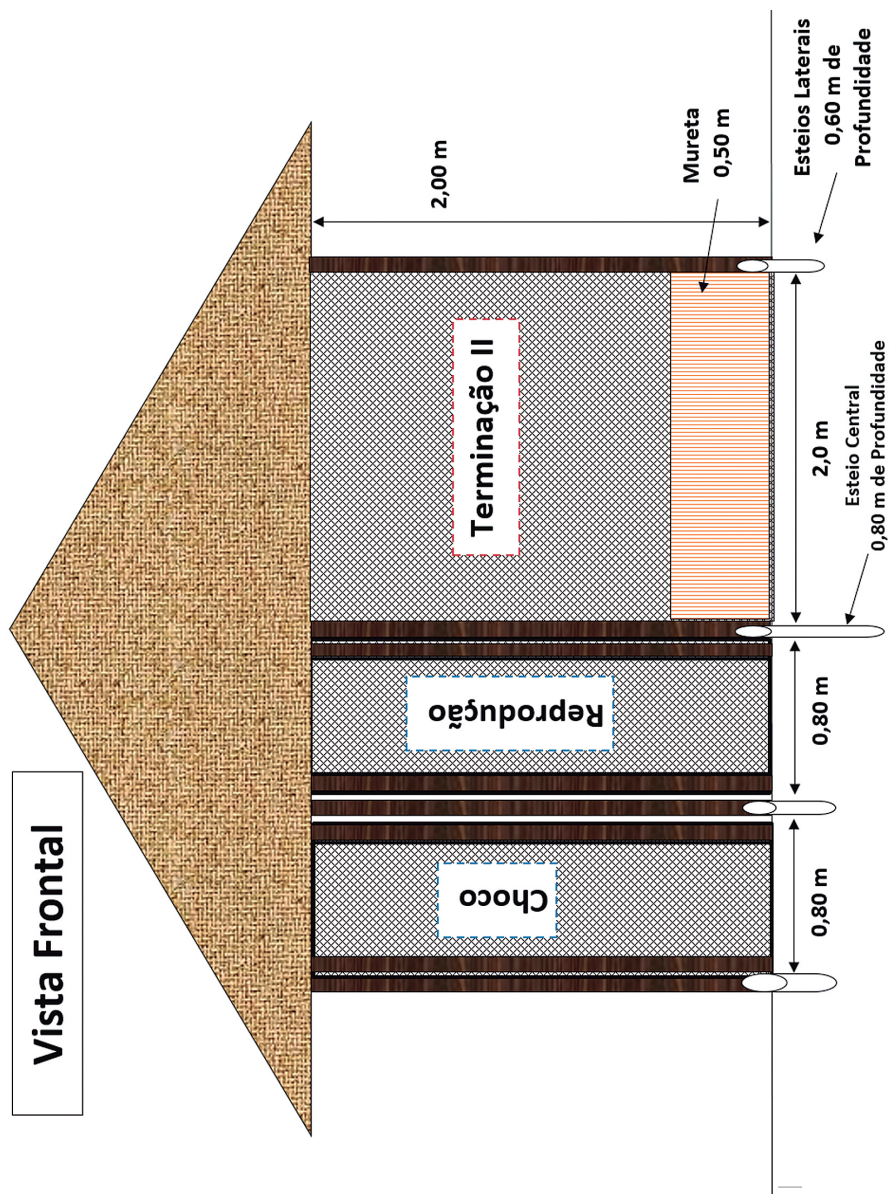 Vista Frontal
2,00 m
Mureta
0,50 m
Esteios Laterais
0,60 m de
Profundidade
Terminação II
Reprodução
Choco
0,80 m
0,80 m
2,0 m
Esteio Central
0,80 m de Profundidade